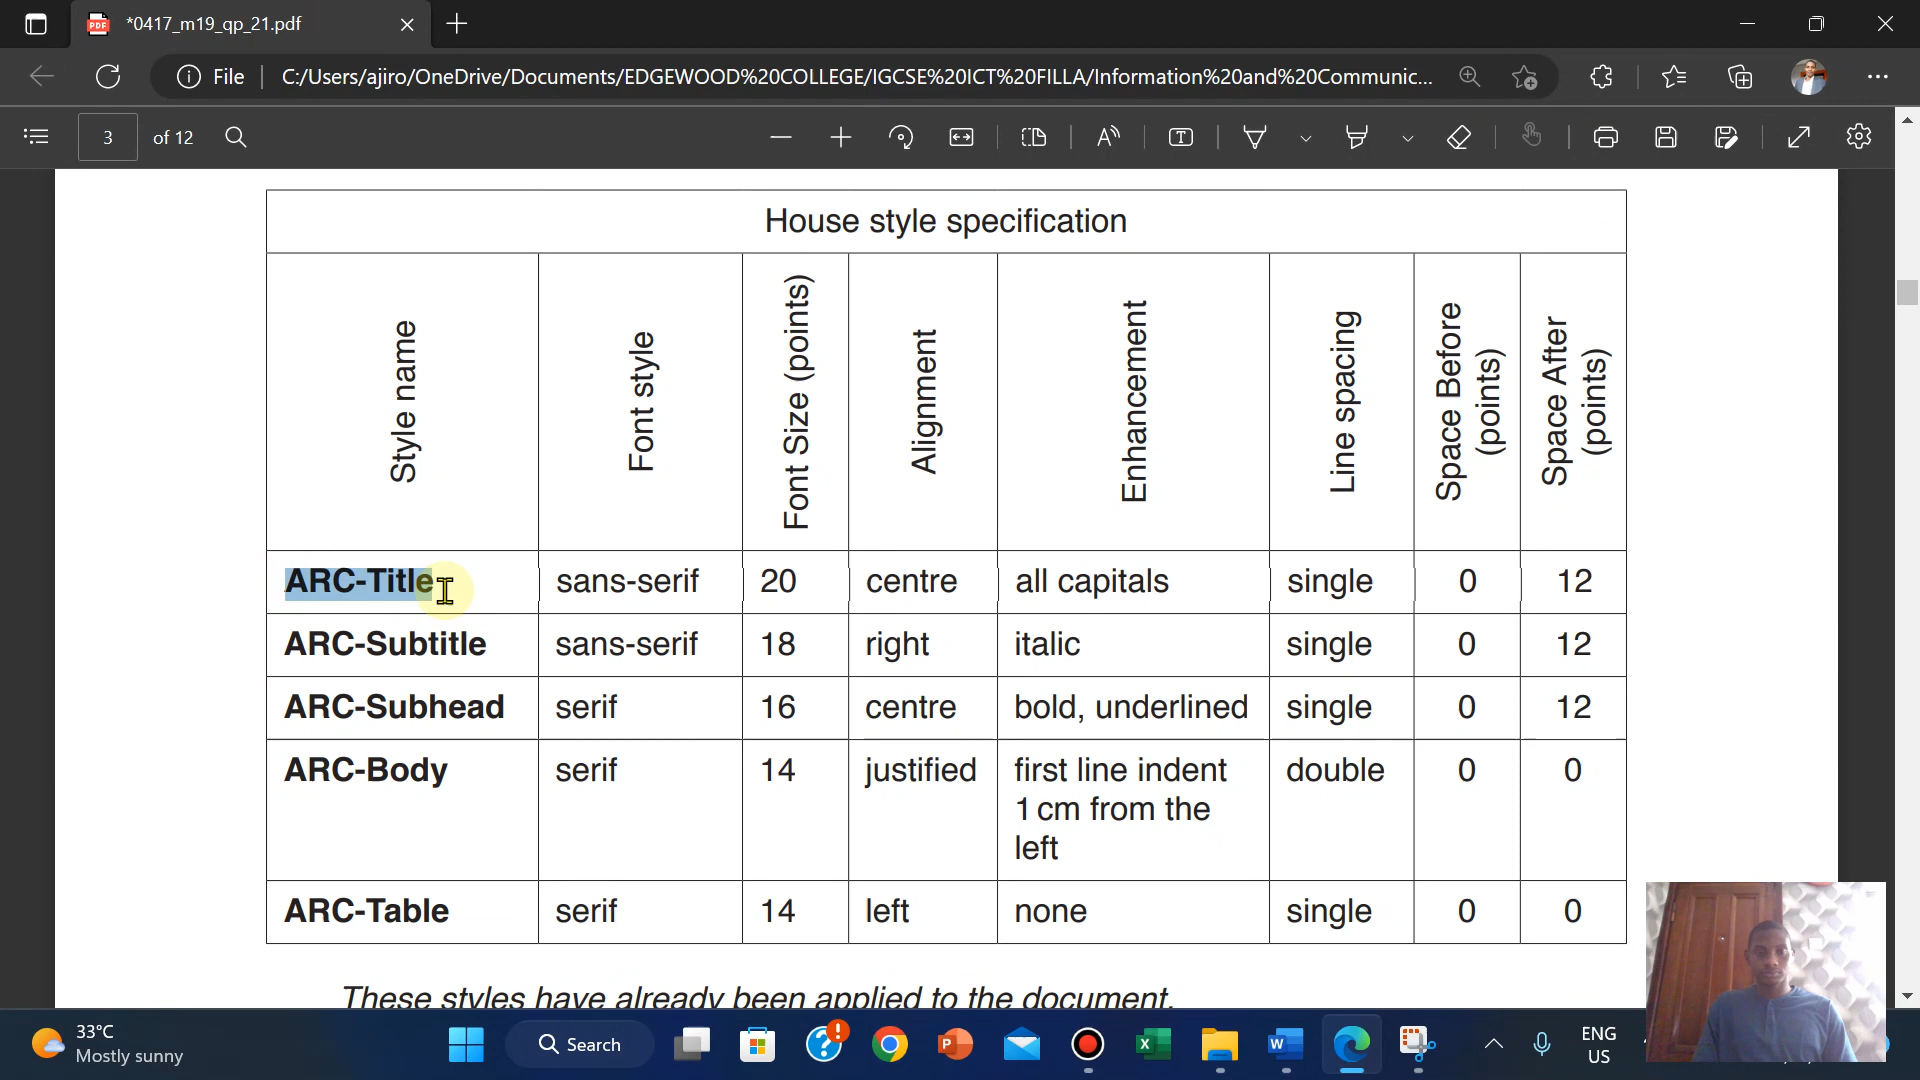 *0417_m19_qp_21.pdf
File C:/Users/ajiro/OneDrive/Documents/EDGEWOOD%20COLLEGE/IGCSE%20ICT%20FILLA/Information%20and%20Communic...
3 of 12
House style specification
Style name Font style Font Size (points) Alignment Enhancement Line spacing Space Before (points) Space After (points)
ARC-Title sans-serif 20 centre all capitals single 0 12
ARC-Subtitle sans-serif 18 right italic single 0 12
ARC-Subhead serif 16 centre bold, underlined single 0 12
ARC-Body serif 14 justified first line indent double 0 0
1 cm from the
left
ARC-Table serif 14 left none single 0 0
These styles have already been applied to the document.
33°C
Mostly sunny
Search
ENG
US